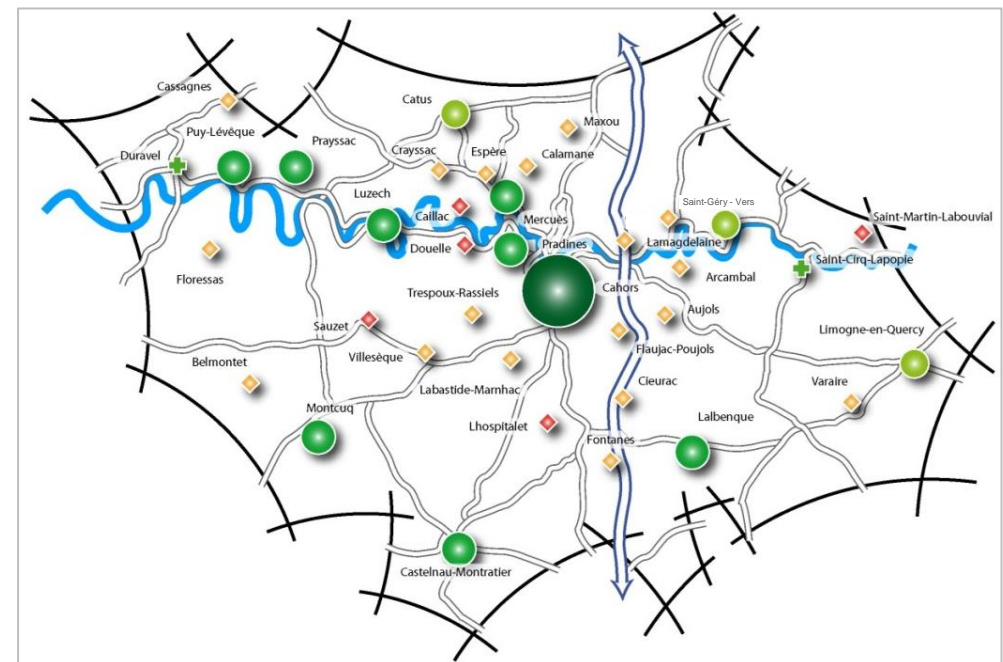 Cassagnes
Catus
Maxou
Puy-Lévêque
Prayssac
Crayssac
Espère
Calamane
Duravel
Luzech
Saint-Géry - Vers
Caillac
Mercuès
Saint-Martin-Labouvial
Douelle
Pradines
Lamagdelaine
Saint-Cirq-Lapopie
Floressas
Arcambal
Trespoux-Rassiels
Cahors
Aujols
Sauzet
Limogne-en-Quercy
Villesèque
Flaujac-Poujols
Belmontet
Labastide-Marnhac
Cieurac
Varaire
Montcuq
Lhospitalet
Lalbenque
Fontanes
Castelnau-Montratier